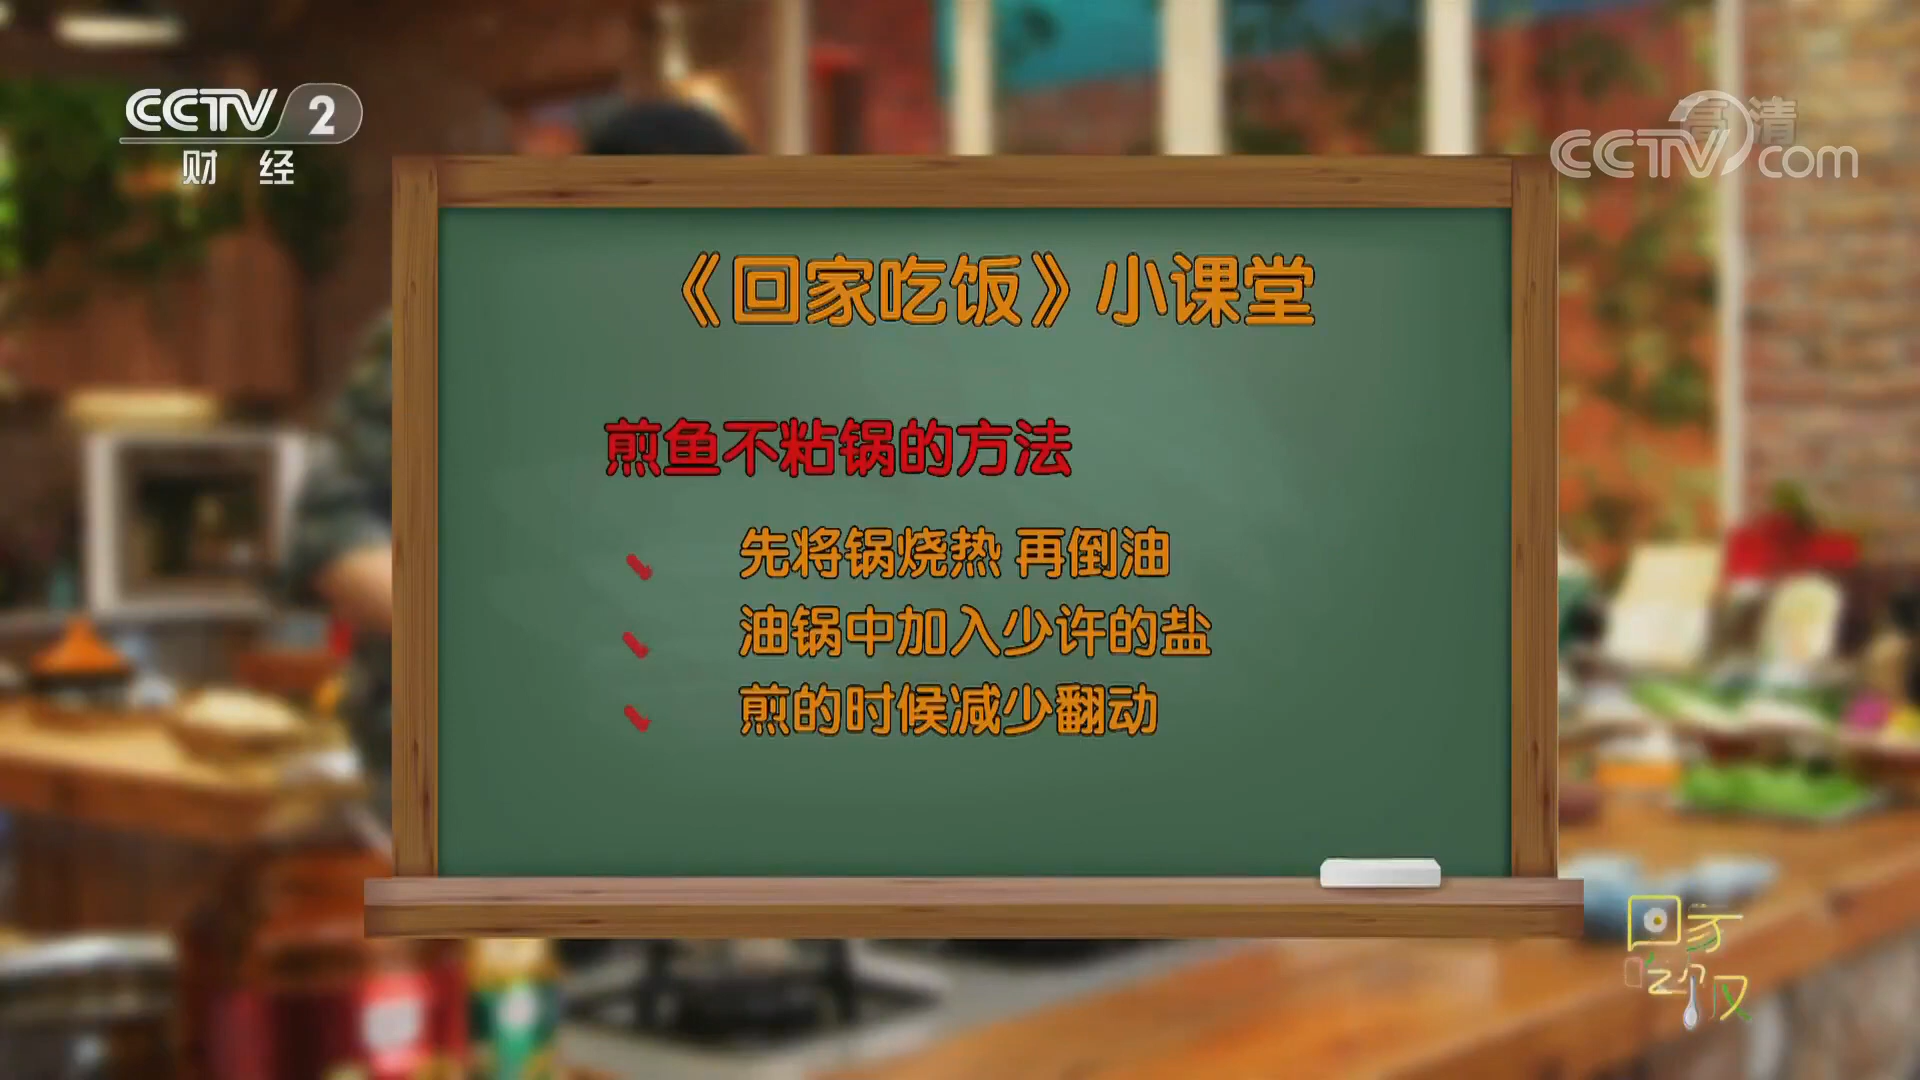 CCTV 2
财 经
高清
CCTV com
《回家吃饭》小课堂
煎鱼不粘锅的方法
先将锅烧热 再倒油
油锅中加入少许的盐
煎的时候减少翻动
回家
吃饭